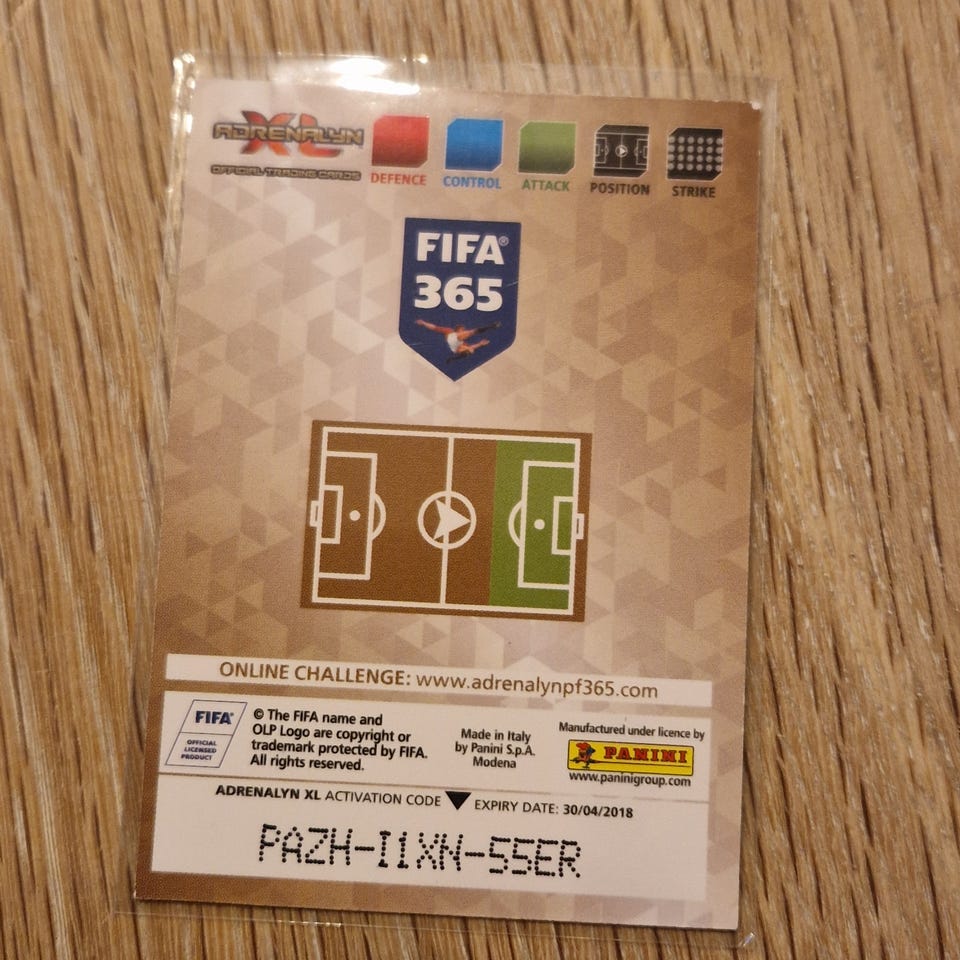 ADRENALYN XL
OFFICIAL TRADING CARDS
DEFENCE CONTROL ATTACK POSITION STRIKE
FIFA®
365
ONLINE CHALLENGE: www.adrenalynpf365.com
FIFA®
OFFICIAL
LICENSED
PRODUCT
© The FIFA name and
OLP Logo are copyright or
trademark protected by FIFA.
All rights reserved.
Made in Italy
by Panini S.p.A.
Modena
Manufactured under licence by
PANINI
www.paninigroup.com
ADRENALYN XL ACTIVATION CODE EXPIRY DATE: 30/04/2018
PAZH-I1XN-55ER